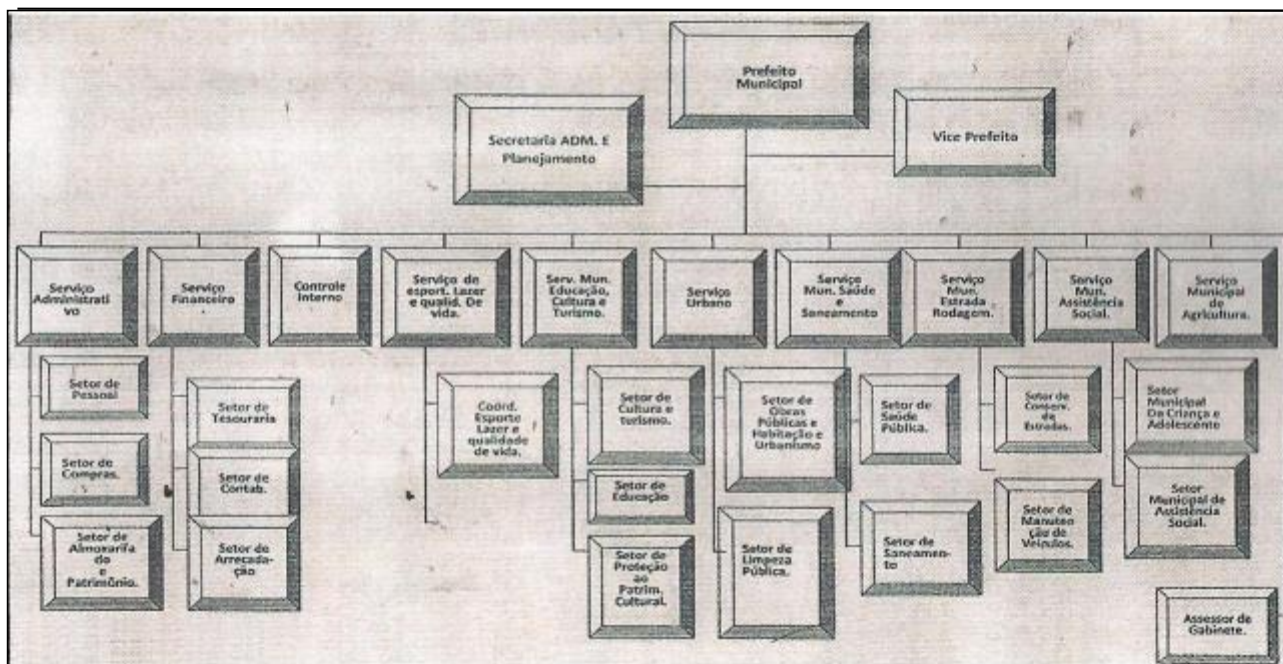 Prefeito
Municipal
Secretaria ADM. E
Planejamento
Vice Prefeito
Serviço
Administrati
vo
Serviço
Financeiro
Controle
Interno
Serviço de
esport. Lazer
e qualid. De
vida.
Serv. Mun.
Educação,
Cultura e
Turismo.
Serviço
Urbano
Serviço
Mun. Saúde
e
Saneamento
Serviço
Mun.
Estrada
Rodagem.
Serviço
Mun.
Assistência
Social.
Serviço
Municipal
de
Agricultura.
Setor de
Pessoal
Setor de
Compras.
Setor de
Almoxarifa
do
e
Patrimônio.
Setor de
Tesouraria
Setor de
Contab.
Setor de
Arrecada-
ção
Coord.
Esporte
Lazer e
qualidade
de vida.
Setor de
Cultura e
turismo.
Setor de
Educação
Setor de
Proteção
ao
Patrim.
Cultural.
Setor de
Obras
Públicas e
Habitação e
Urbanismo
Setor de
Limpeza
Pública.
Setor de
Saúde
Pública.
Setor de
Saneamen-
to
Setor de
Conserv. de
Estradas.
Setor de
Manuten
ção de
Veículos.
Setor
Municipal
Da Criança e
Adolescente
Setor
Municipal de
Assistência
Social.
Assessor de
Gabinete.